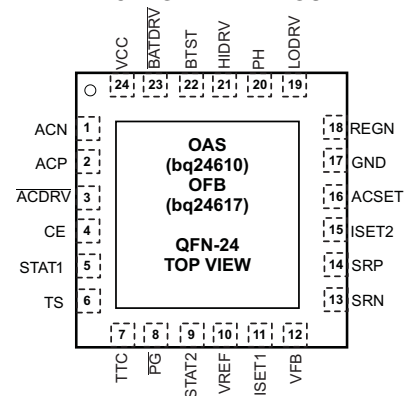 VCC
BATDRV
BTST
HIDRV
PH
LODRV
24
23
22
21
20
19
ACN 1
ACP 2
ACDRV 3
CE 4
STAT1 5
TS 6
OAS
(bq24610)
OFB
(bq24617)
QFN-24
TOP VIEW
18 REGN
17 GND
16 ACSET
15 ISET2
14 SRP
13 SRN
7
8
9
10
11
12
TTC
PG
STAT2
VREF
ISET1
VFB